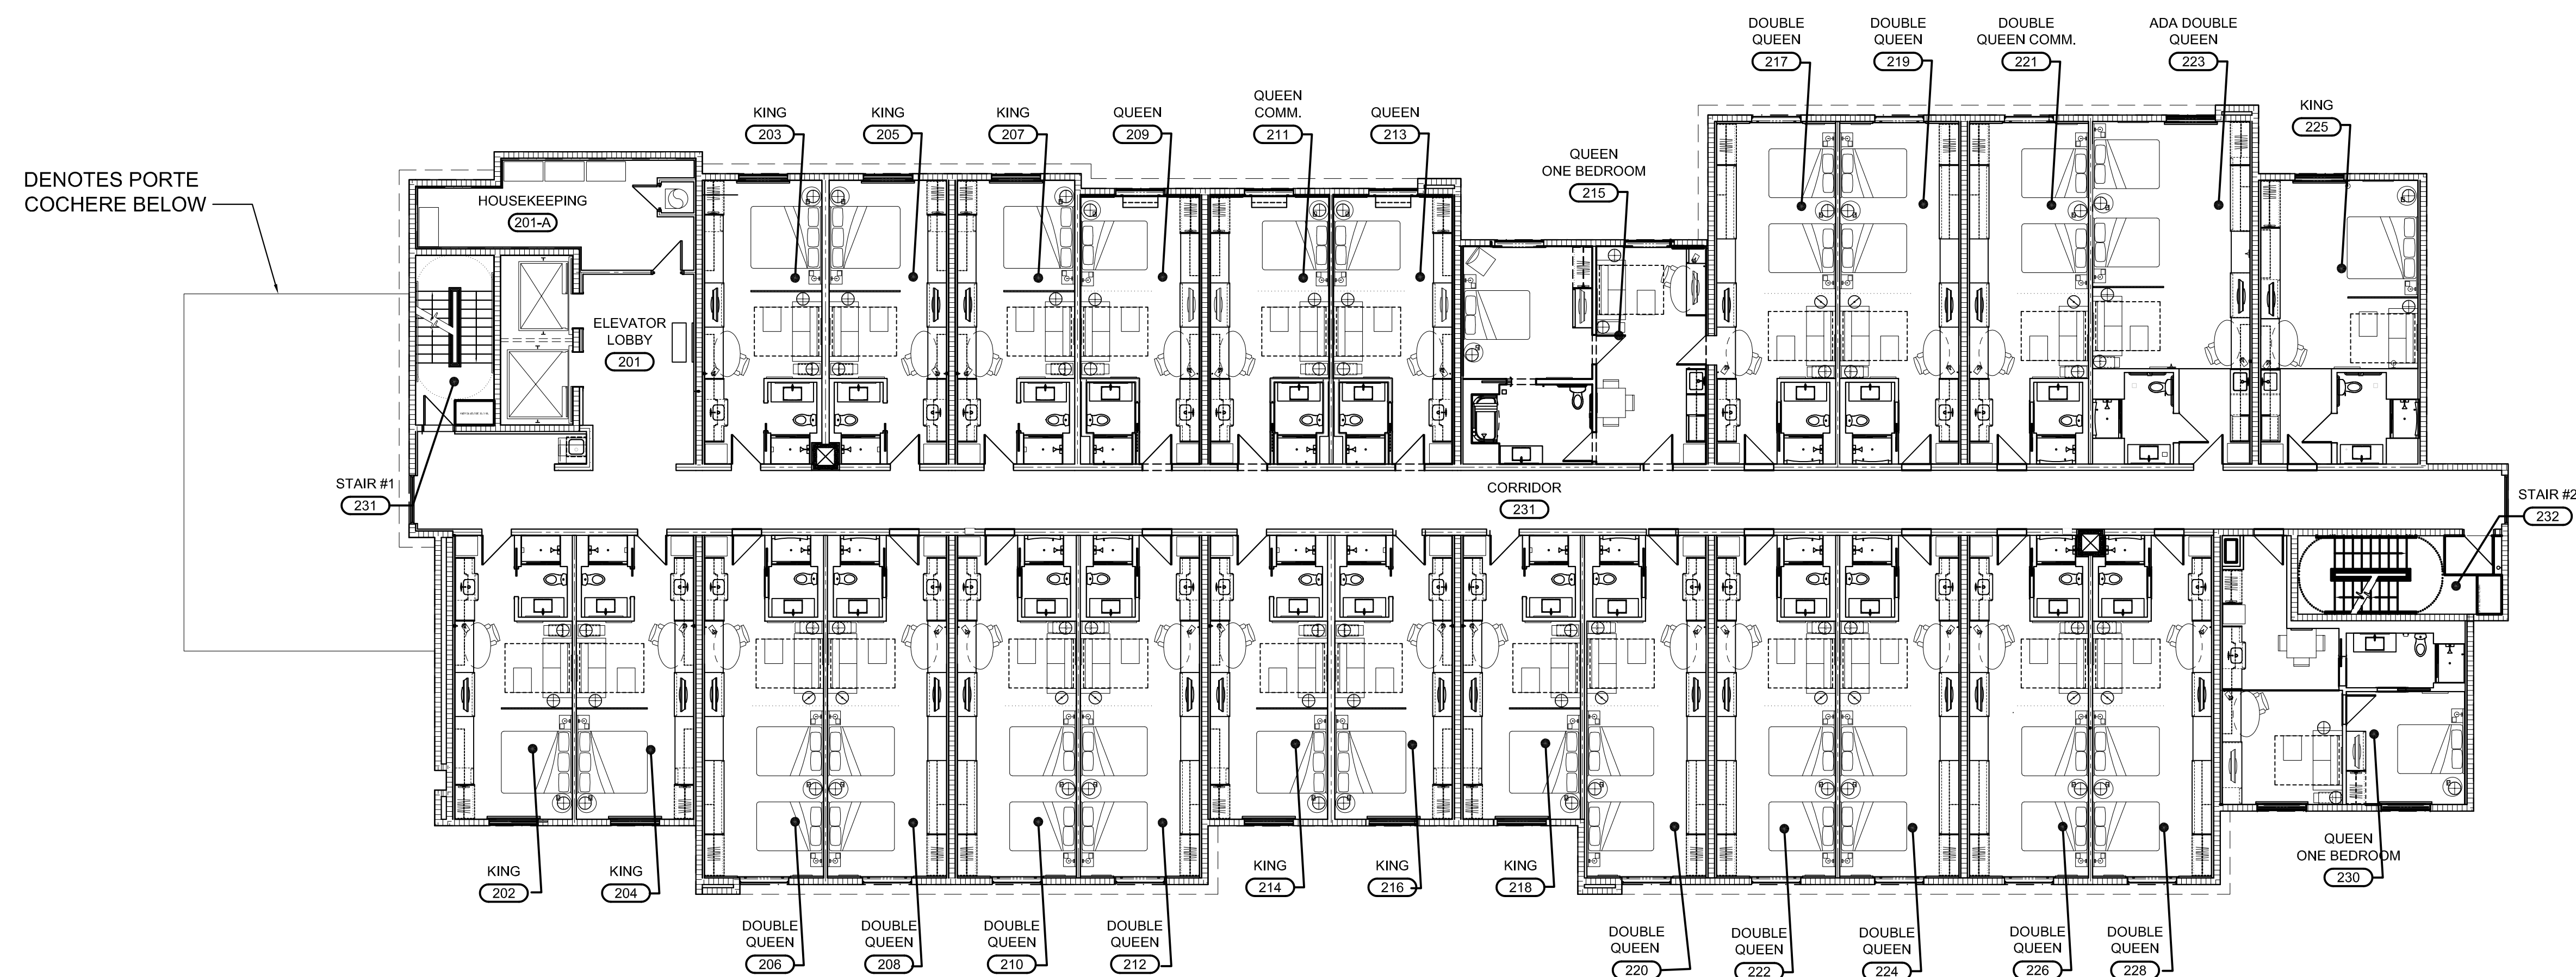 DOUBLE
QUEEN
217
DOUBLE
QUEEN
219
DOUBLE
QUEEN COMM.
221
ADA DOUBLE
QUEEN
223
KING
203
KING
205
KING
207
QUEEN
209
QUEEN
COMM.
211
QUEEN
213
KING
225
QUEEN
ONE BEDROOM
215
DENOTES PORTE
COCHERE BELOW
HOUSEKEEPING
201-A
ELEVATOR
LOBBY
201
STAIR #1
231
CORRIDOR
231
STAIR #2
232
KING
202
KING
204
KING
214
KING
216
KING
218
QUEEN
ONE BEDROOM
230
DOUBLE
QUEEN
206
DOUBLE
QUEEN
208
DOUBLE
QUEEN
210
DOUBLE
QUEEN
212
DOUBLE
QUEEN
220
DOUBLE
QUEEN
222
DOUBLE
QUEEN
224
DOUBLE
QUEEN
226
DOUBLE
QUEEN
228